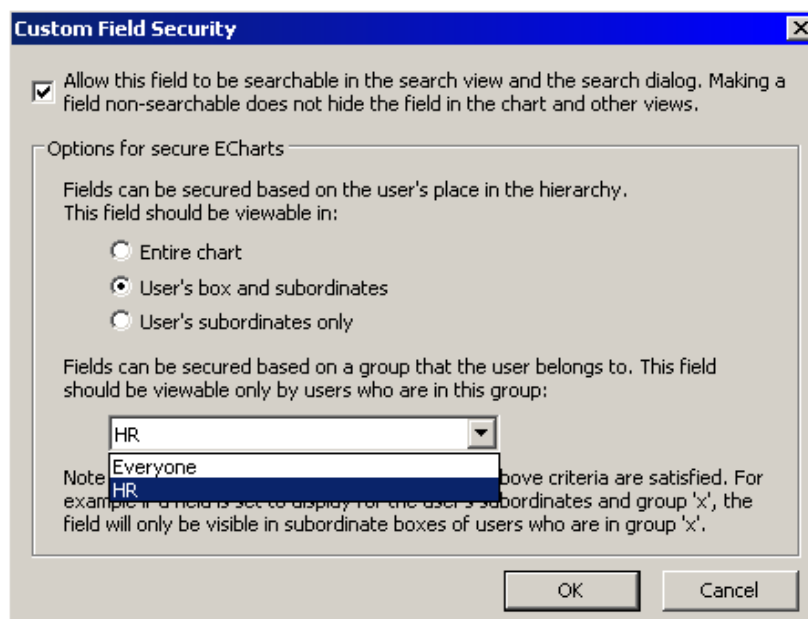 Custom Field Security
Allow this field to be searchable in the search view and the search dialog. Making a
field non-searchable does not hide the field in the chart and other views.
Options for secure ECharts
Fields can be secured based on the user's place in the hierarchy.
This field should be viewable in:
Entire chart
User's box and subordinates
User's subordinates only
Fields can be secured based on a group that the user belongs to. This field
should be viewable only by users who are in this group:
HR
Everyone
HR
Note bove criteria are satisfied. For
example if a field is set to display for the user's subordinates and group 'x', the
field will only be visible in subordinate boxes of users who are in group 'x'.
OK
Cancel